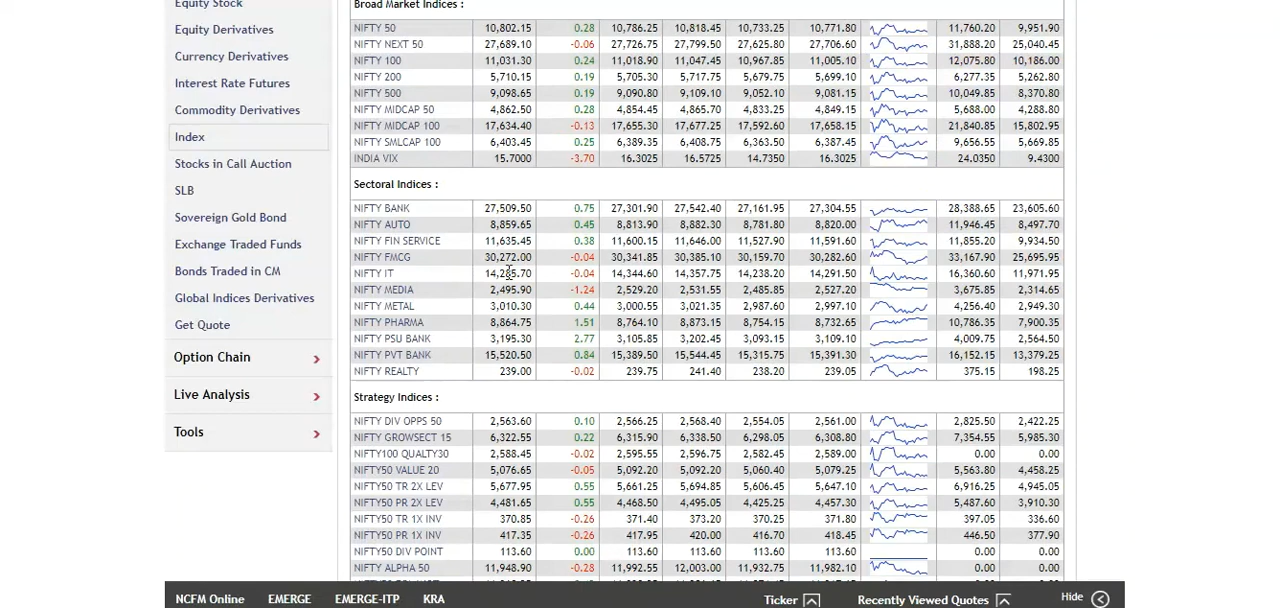 Equity Stock
Equity Derivatives
Currency Derivatives
Interest Rate Futures
Commodity Derivatives
Index
Stocks in Call Auction
SLB
Sovereign Gold Bond
Exchange Traded Funds
Bonds Traded in CM
Global Indices Derivatives
Get Quote
Option Chain
Live Analysis
Tools
Broad Market Indices :
NIFTY 50 10,802.15 0.28 10,786.25 10,818.45 10,733.25 10,771.80 11,760.20 9,951.90
NIFTY NEXT 50 27,689.10 -0.06 27,726.75 27,799.50 27,625.80 27,706.60 31,888.20 25,040.45
NIFTY 100 11,031.30 0.24 11,018.90 11,047.45 10,967.85 11,005.10 12,075.80 10,186.00
NIFTY 200 5,710.15 0.19 5,705.30 5,717.75 5,679.75 5,699.10 6,277.35 5,262.80
NIFTY 500 9,098.65 0.19 9,090.80 9,109.10 9,052.10 9,081.15 10,049.85 8,370.80
NIFTY MIDCAP 50 4,862.50 0.28 4,854.45 4,865.70 4,833.25 4,849.15 5,688.00 4,288.80
NIFTY MIDCAP 100 17,634.40 -0.13 17,655.30 17,677.25 17,592.60 17,658.15 21,840.85 15,802.95
NIFTY SMLCAP 100 6,403.45 0.25 6,389.35 6,408.75 6,363.50 6,387.45 9,656.55 5,669.85
INDIA VIX 15.7000 -3.70 16.3025 16.5725 14.7350 16.3025 24.0350 9.4300
Sectoral Indices :
NIFTY BANK 27,509.50 0.75 27,301.90 27,542.40 27,161.95 27,304.55 28,388.65 23,605.60
NIFTY AUTO 8,859.65 0.45 8,813.90 8,882.30 8,781.80 8,820.00 11,946.45 8,497.70
NIFTY FIN SERVICE 11,635.45 0.38 11,600.15 11,646.00 11,527.90 11,591.60 11,855.20 9,934.50
NIFTY FMCG 30,272.00 -0.04 30,341.85 30,385.10 30,159.70 30,282.60 33,167.90 25,695.95
NIFTY IT 14,285.70 -0.04 14,344.60 14,357.75 14,238.20 14,291.50 16,360.60 11,971.95
NIFTY MEDIA 2,495.90 -1.24 2,529.20 2,531.55 2,485.85 2,527.20 3,675.85 2,314.65
NIFTY METAL 3,010.30 0.44 3,000.55 3,021.35 2,987.60 2,997.10 4,256.40 2,949.30
NIFTY PHARMA 8,864.75 1.51 8,764.10 8,873.15 8,754.15 8,732.65 10,786.35 7,900.35
NIFTY PSU BANK 3,195.30 2.77 3,105.85 3,202.45 3,093.15 3,109.10 4,009.75 2,564.50
NIFTY PVT BANK 15,520.50 0.84 15,389.50 15,544.45 15,315.75 15,391.30 16,152.15 13,379.25
NIFTY REALTY 239.00 -0.02 239.75 241.40 238.20 239.05 375.15 198.25
Strategy Indices :
NIFTY DIV OPPS 50 2,563.60 0.10 2,566.25 2,568.40 2,554.05 2,561.00 2,825.50 2,422.25
NIFTY GROWSECT 15 6,322.55 0.22 6,315.90 6,338.50 6,298.05 6,308.80 7,354.55 5,985.30
NIFTY100 QUALTY30 2,588.45 -0.02 2,595.55 2,596.75 2,582.45 2,589.00 0.00 0.00
NIFTY50 VALUE 20 5,076.65 -0.05 5,092.20 5,092.20 5,060.40 5,079.25 5,563.80 4,458.25
NIFTY50 TR 2X LEV 5,677.95 0.55 5,661.25 5,694.85 5,606.45 5,647.10 6,916.25 4,945.05
NIFTY50 PR 2X LEV 4,481.65 0.55 4,468.50 4,495.05 4,425.25 4,457.30 5,487.60 3,910.30
NIFTY50 TR 1X INV 370.85 -0.26 371.40 373.20 370.25 371.80 397.05 336.60
NIFTY50 PR 1X INV 417.35 -0.26 417.95 420.00 416.70 418.45 446.50 377.90
NIFTY50 DIV POINT 113.60 0.00 113.60 113.60 113.60 113.60 0.00 0.00
NIFTY ALPHA 50 11,948.90 -0.28 11,992.55 12,003.00 11,932.75 11,982.10 0.00 0.00
NCFM Online EMERGE EMERGE-ITP KRA Ticker Recently Viewed Quotes Hide